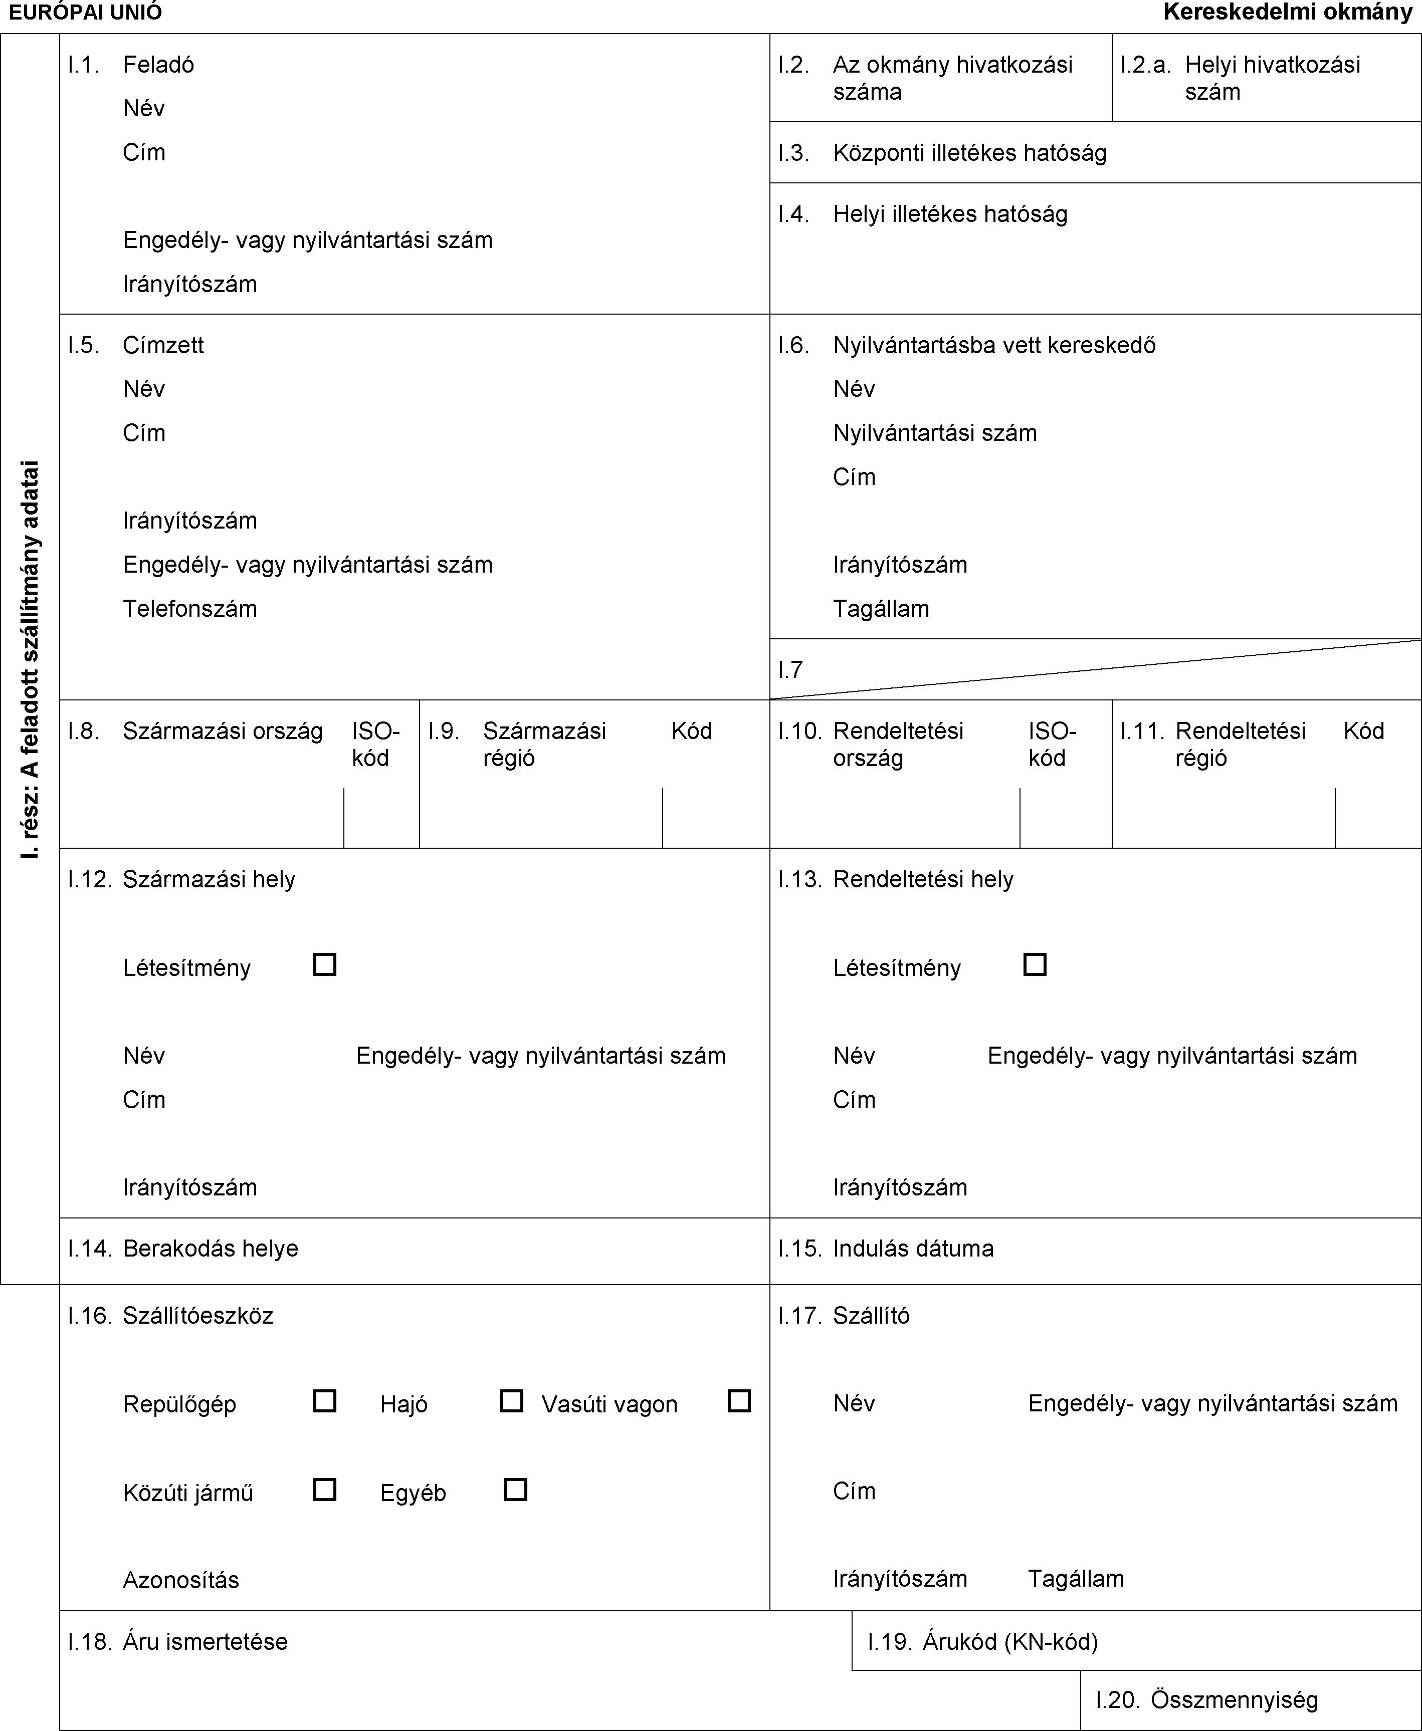 EURÓPAI UNIÓ
Kereskedelmi okmány
I. rész: A feladott szállítmány adatai
I.1. Feladó
Név
Cím
Engedély- vagy nyilvántartási szám
Irányítószám
I.2. Az okmány hivatkozási
száma
I.2.a. Helyi hivatkozási
szám
I.3. Központi illetékes hatóság
I.4. Helyi illetékes hatóság
I.5. Címzett
Név
Cím
Irányítószám
Engedély- vagy nyilvántartási szám
Telefonszám
I.6. Nyilvántartásba vett kereskedő
Név
Nyilvántartási szám
Cím
Irányítószám
Tagállam
I.7
I.8. Származási ország
ISO-
kód
I.9. Származási
régió
Kód
I.10. Rendeltetési
ország
ISO-
kód
I.11. Rendeltetési
régió
Kód
I.12. Származási hely
Létesítmény
Név Engedély- vagy nyilvántartási szám
Cím
Irányítószám
I.13. Rendeltetési hely
Létesítmény
Név Engedély- vagy nyilvántartási szám
Cím
Irányítószám
I.14. Berakodás helye
I.15. Indulás dátuma
I.16. Szállítóeszköz
Repülőgép Hajó Vasúti vagon
Közúti jármű Egyéb
Azonosítás
I.17. Szállító
Név Engedély- vagy nyilvántartási szám
Cím
Irányítószám Tagállam
I.18. Áru ismertetése
I.19. Árukód (KN-kód)
I.20. Összmennyiség